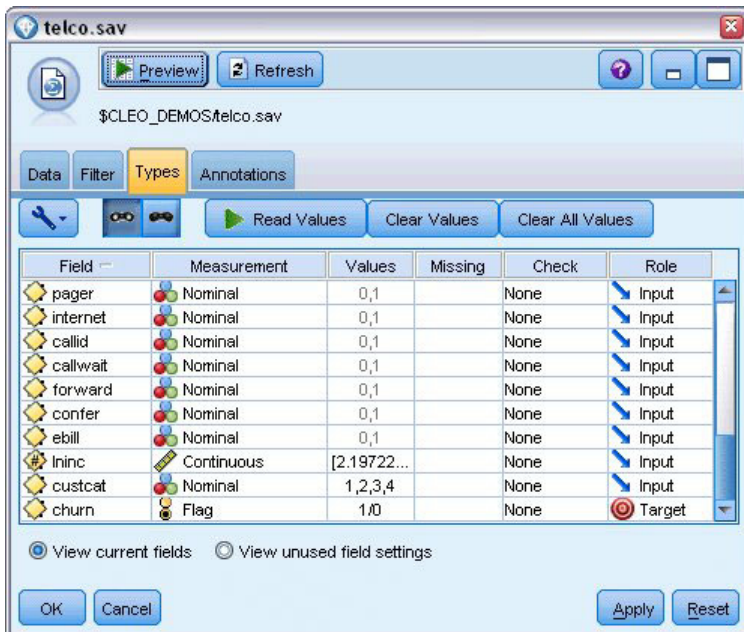 telco.sav
Preview Refresh
$CLEO_DEMOS/telco.sav
Data Filter Types Annotations
Read Values Clear Values Clear All Values
Field Measurement Values Missing Check Role
pager Nominal 0,1 None Input
internet Nominal 0,1 None Input
callid Nominal 0,1 None Input
callwait Nominal 0,1 None Input
forward Nominal 0,1 None Input
confer Nominal 0,1 None Input
ebill Nominal 0,1 None Input
lninc Continuous [2.19722... None Input
custcat Nominal 1,2,3,4 None Input
churn Flag 1/0 None Target
View current fields View unused field settings
OK Cancel Apply Reset